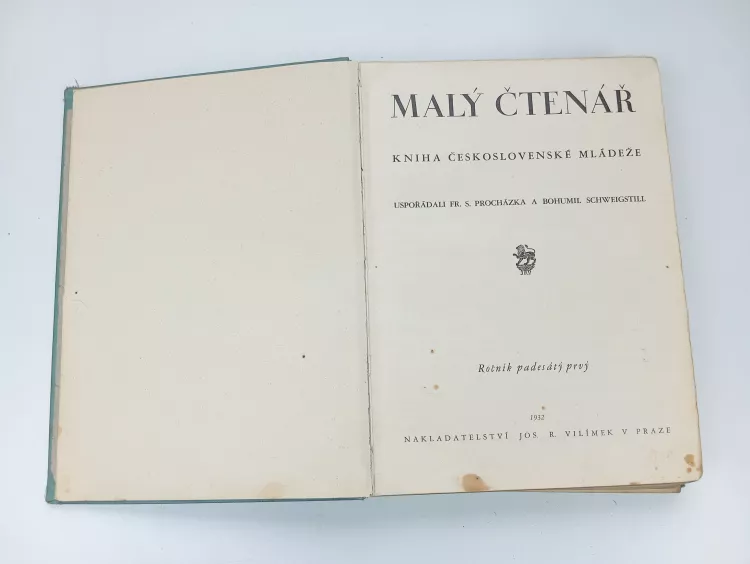 MALÝ ČTENÁŘ
KNIHA ČESKOSLOVENSKÉ MLÁDEŽE
USPOŘÁDALI FR. S. PROCHÁZKA A BOHUMIL SCHWEIGSTILL
Ročník padesátý prvý
1932
NAKLADATELSTVÍ JOS R. VILÍMEK V PRAZE